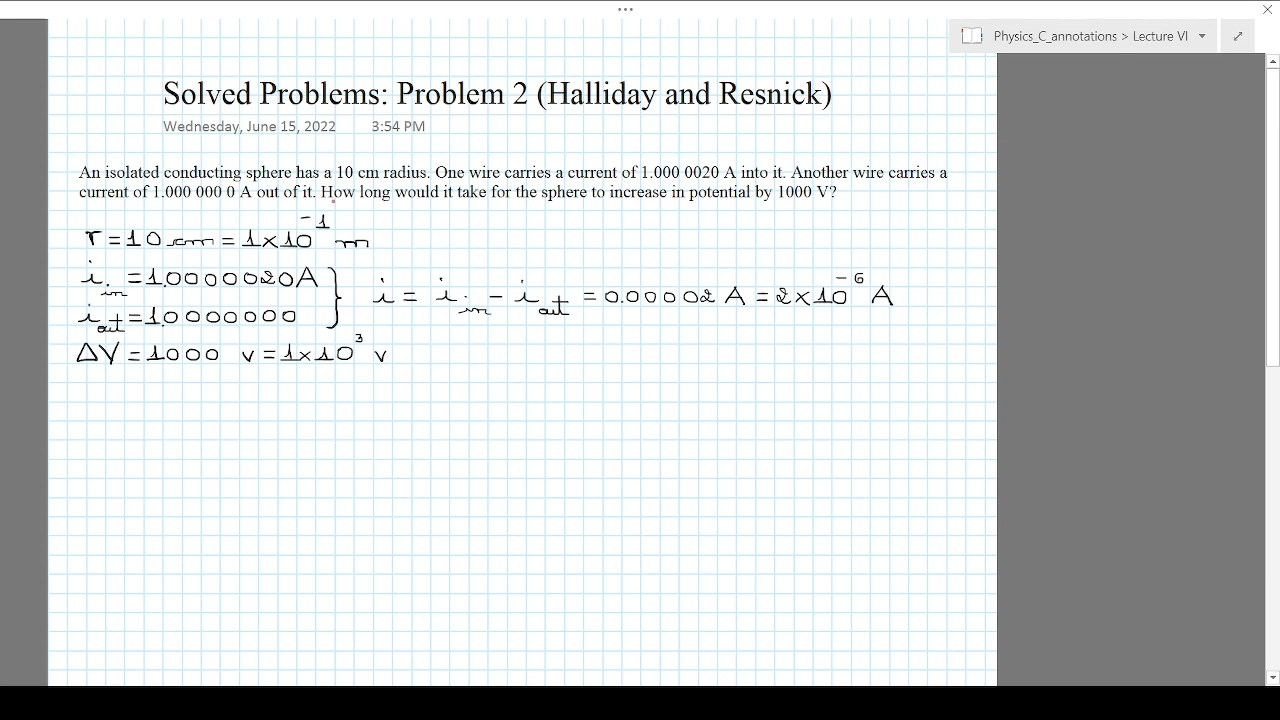 Physics_C_annotations > Lecture VI
Solved Problems: Problem 2 (Halliday and Resnick)
Wednesday, June 15, 2022 3:54 PM
An isolated conducting sphere has a 10 cm radius. One wire carries a current of 1.000 0020 A into it. Another wire carries a
current of 1.000 000 0 A out of it. How long would it take for the sphere to increase in potential by 1000 V?
r = 10 cm = 1x10^-1 m
i_in = 1.0000020A
i_out = 1.0000000
i = i_in - i_out = 0.00002 A = 2x10^-6 A
ΔV = 1000 v = 1x10^3 v